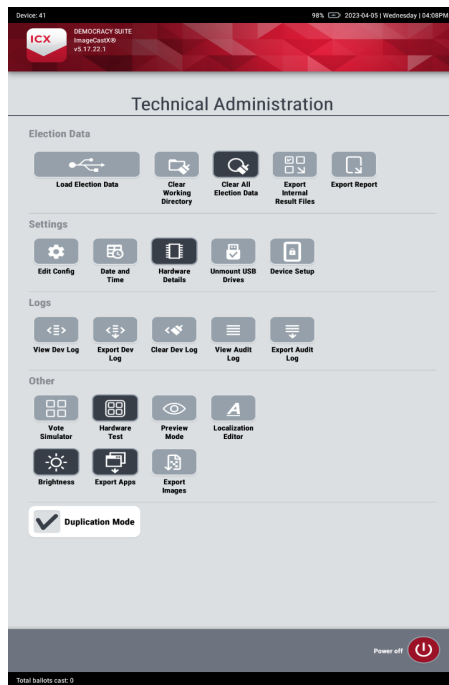 Device: 41
98% 2023-04-05 | Wednesday | 04:08PM
ICX
DEMOCRACY SUITE
ImageCastX®
v5.17.22.1
Technical Administration
Election Data
Load Election Data
Clear
Working
Directory
Clear All
Election Data
Export
Internal
Result Files
Export Report
Settings
Edit Config
Date and
Time
Hardware
Details
Unmount USB
Drives
Device Setup
Logs
View Dev Log
Export Dev
Log
Clear Dev Log
View Audit
Log
Export Audit
Log
Other
Vote
Simulator
Hardware
Test
Preview
Mode
Localization
Editor
Brightness
Export Apps
Export
Images
Duplication Mode
Power off
Total ballots cast: 0